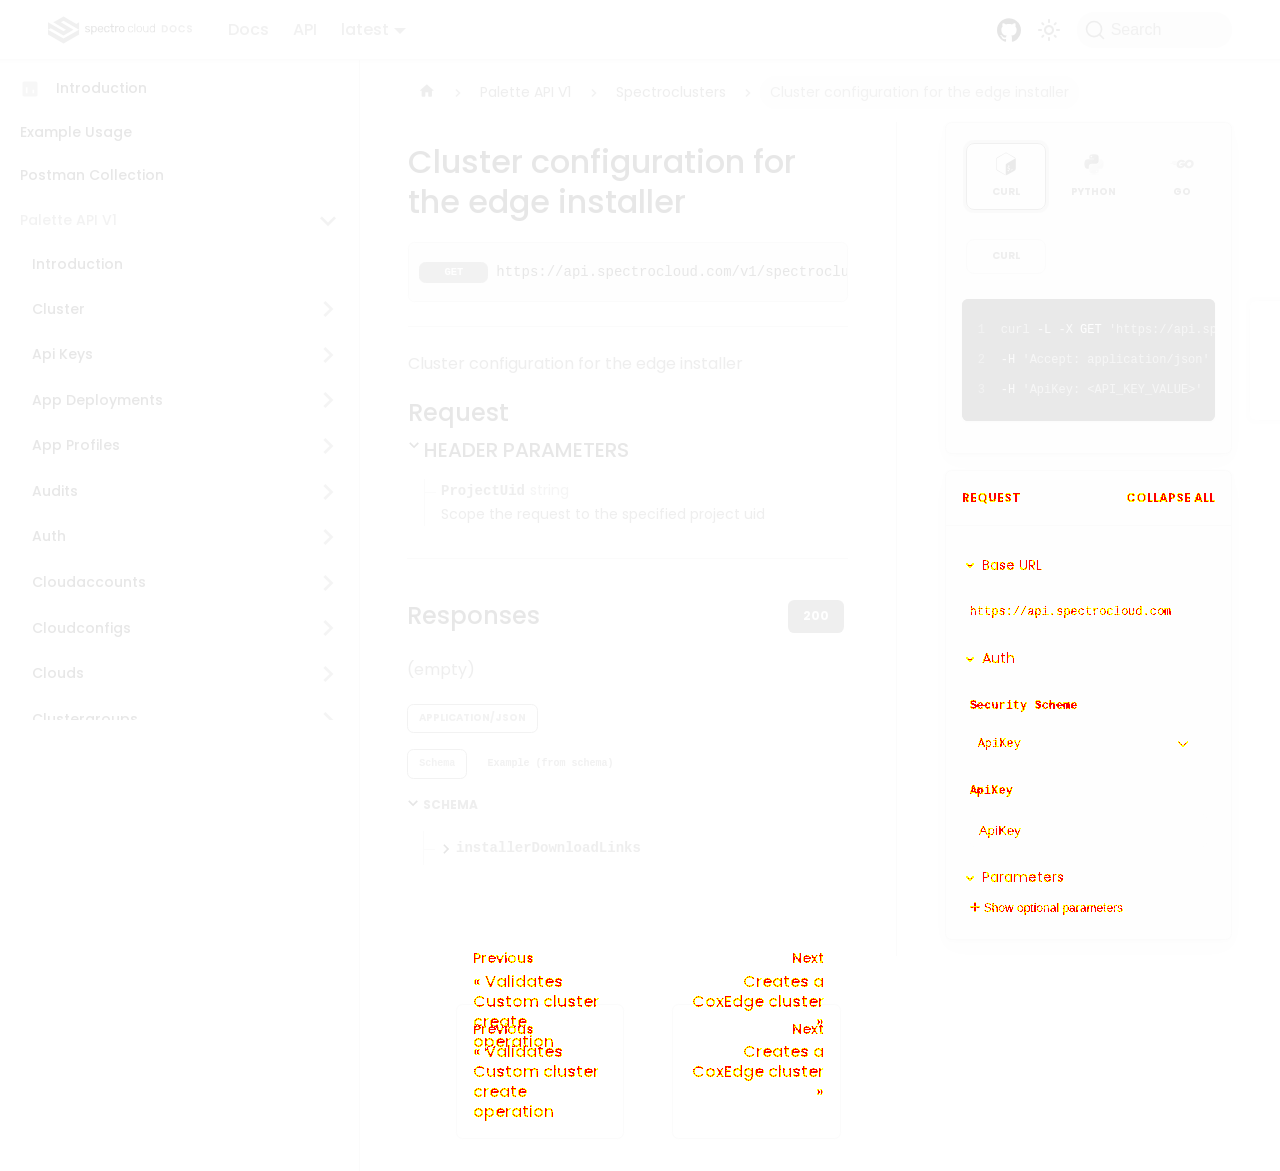 spectro cloud DOCS
Docs API latest
Search
Introduction
Example Usage
Postman Collection
Palette API V1
Introduction
Cluster
Api Keys
App Deployments
App Profiles
Audits
Auth
Cloudaccounts
Cloudconfigs
Clouds
Clustergroups
Palette API V1 › Spectroclusters › Cluster configuration for the edge installer
Cluster configuration for
the edge installer
GET https://api.spectrocloud.com/v1/spectroclu
Cluster configuration for the edge installer
Request
HEADER PARAMETERS
ProjectUid string
Scope the request to the specified project uid
Responses
200
(empty)
APPLICATION/JSON
Schema Example (from schema)
SCHEMA
installerDownloadLinks
Previous
« Validates
Custom cluster
create
operation
Next
Creates a
CoxEdge cluster
»
Previous
« Validates
Custom cluster
create
operation
Next
Creates a
CoxEdge cluster
»
CURL
PYTHON
GO
CURL
1 curl -L -X GET 'https://api.sp
2 -H 'Accept: application/json'
3 -H 'ApiKey: <API_KEY_VALUE>'
REQUEST COLLAPSE ALL
Base URL
https://api.spectrocloud.com
Auth
Security Scheme
ApiKey
ApiKey
ApiKey
Parameters
Show optional parameters